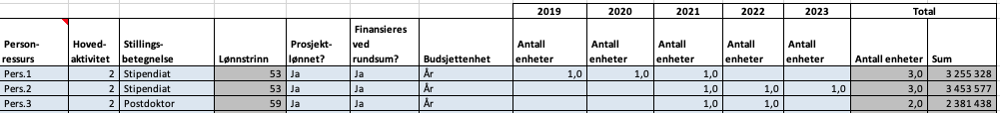 2019 2020 2021 2022 2023 Total
Person-ressurs Hoved-aktivitet Stillings-betegnelse Lønnstrinn Prosjekt-lønnet? Finansieres ved rundsum? Budsjettenhet Antall enheter Antall enheter Antall enheter Antall enheter Antall enheter Antall enheter Sum
Pers.1 2 Stipendiat 53 Ja Ja År 1,0 1,0 1,0 3,0 3 255 328
Pers.2 2 Stipendiat 53 Ja Ja År 1,0 1,0 1,0 3,0 3 453 577
Pers.3 2 Postdoktor 59 Ja Ja År 1,0 1,0 2,0 2 381 438